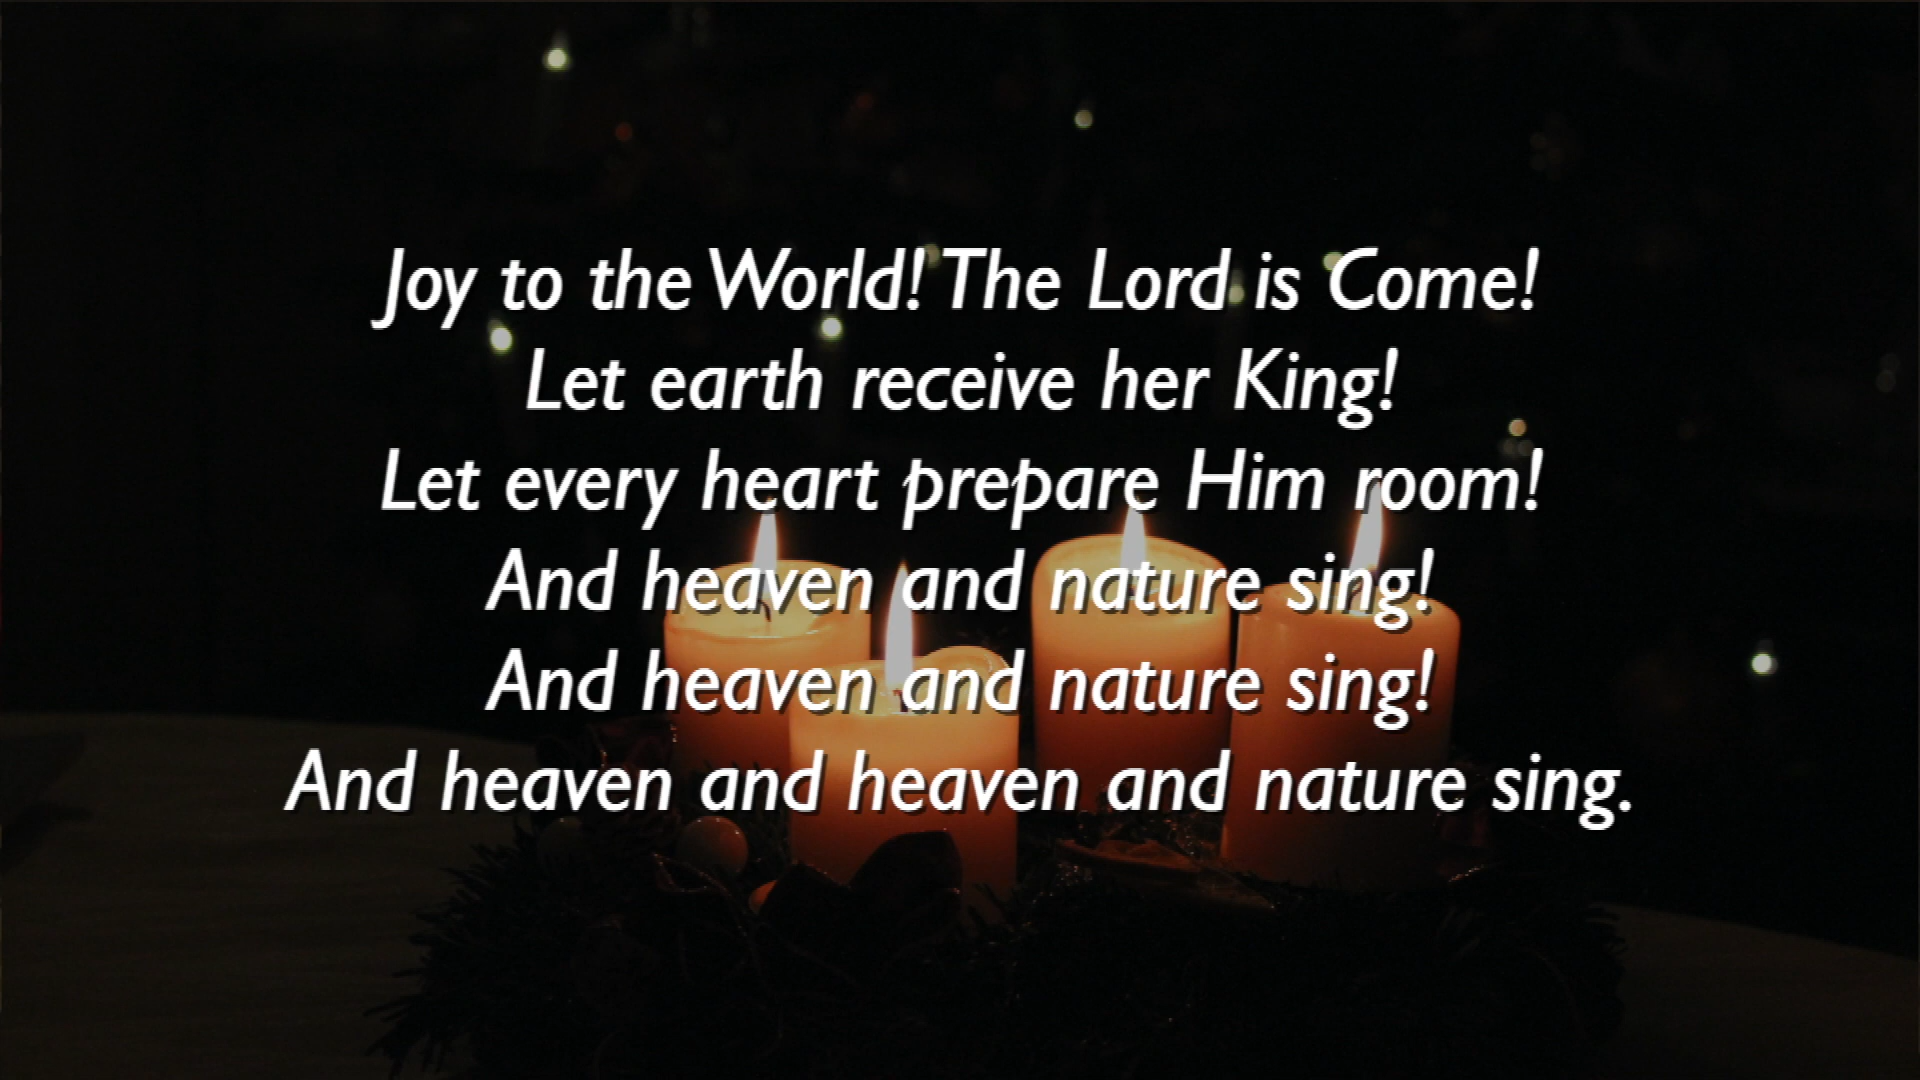 Joy to the World! The Lord is Come!
Let earth receive her King!
Let every heart prepare Him room!
And heaven and nature sing!
And heaven and nature sing!
And heaven and heaven and nature sing.